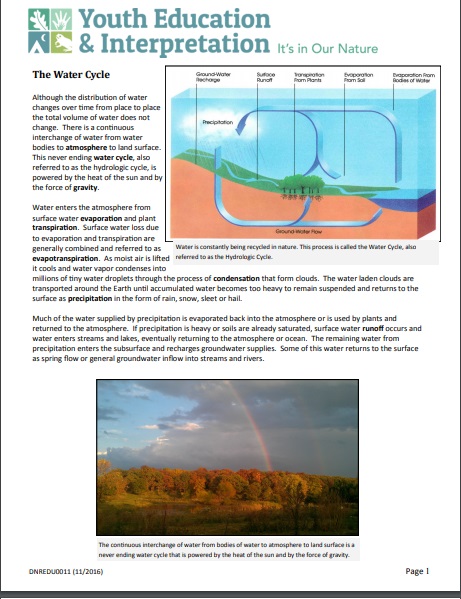 Youth Education
& Interpretation It's in Our Nature
The Water Cycle
Although the distribution of water
changes over time from place to place
the total volume of water does not
change. There is a continuous
interchange of water from water
bodies to atmosphere to land surface.
This never ending water cycle, also
referred to as the hydrologic cycle, is
powered by the heat of the sun and by
the force of gravity.
Ground-Water
Recharge
Surface
Runoff
Transpiration
From Plants
Evaporation
From Soil
Evaporation From
Bodies of Water
Precipitation
Ground-Water Flow
Water is constantly being recycled in nature. This process is called the Water Cycle, also
referred to as the Hydrologic Cycle.
Water enters the atmosphere from
surface water evaporation and plant
transpiration. Surface water loss due
to evaporation and transpiration are
generally combined and referred to as
evapotranspiration. As moist air is lifted
it cools and water vapor condenses into
millions of tiny water droplets through the process of condensation that form clouds. The water laden clouds are
transported around the Earth until accumulated water becomes too heavy to remain suspended and returns to the
surface as precipitation in the form of rain, snow, sleet or hail.
Much of the water supplied by precipitation is evaporated back into the atmosphere or is used by plants and
returned to the atmosphere. If precipitation is heavy or soils are already saturated, surface water runoff occurs and
water enters streams and lakes, eventually returning to the atmosphere or ocean. The remaining water from
precipitation enters the subsurface and recharges groundwater supplies. Some of this water returns to the surface
as spring flow or general groundwater inflow into streams and rivers.
The continuous interchange of water from bodies of water to atmosphere to land surface is a
never ending water cycle that is powered by the heat of the sun and by the force of gravity.
DNREDU0011 (11/2016)
Page 1